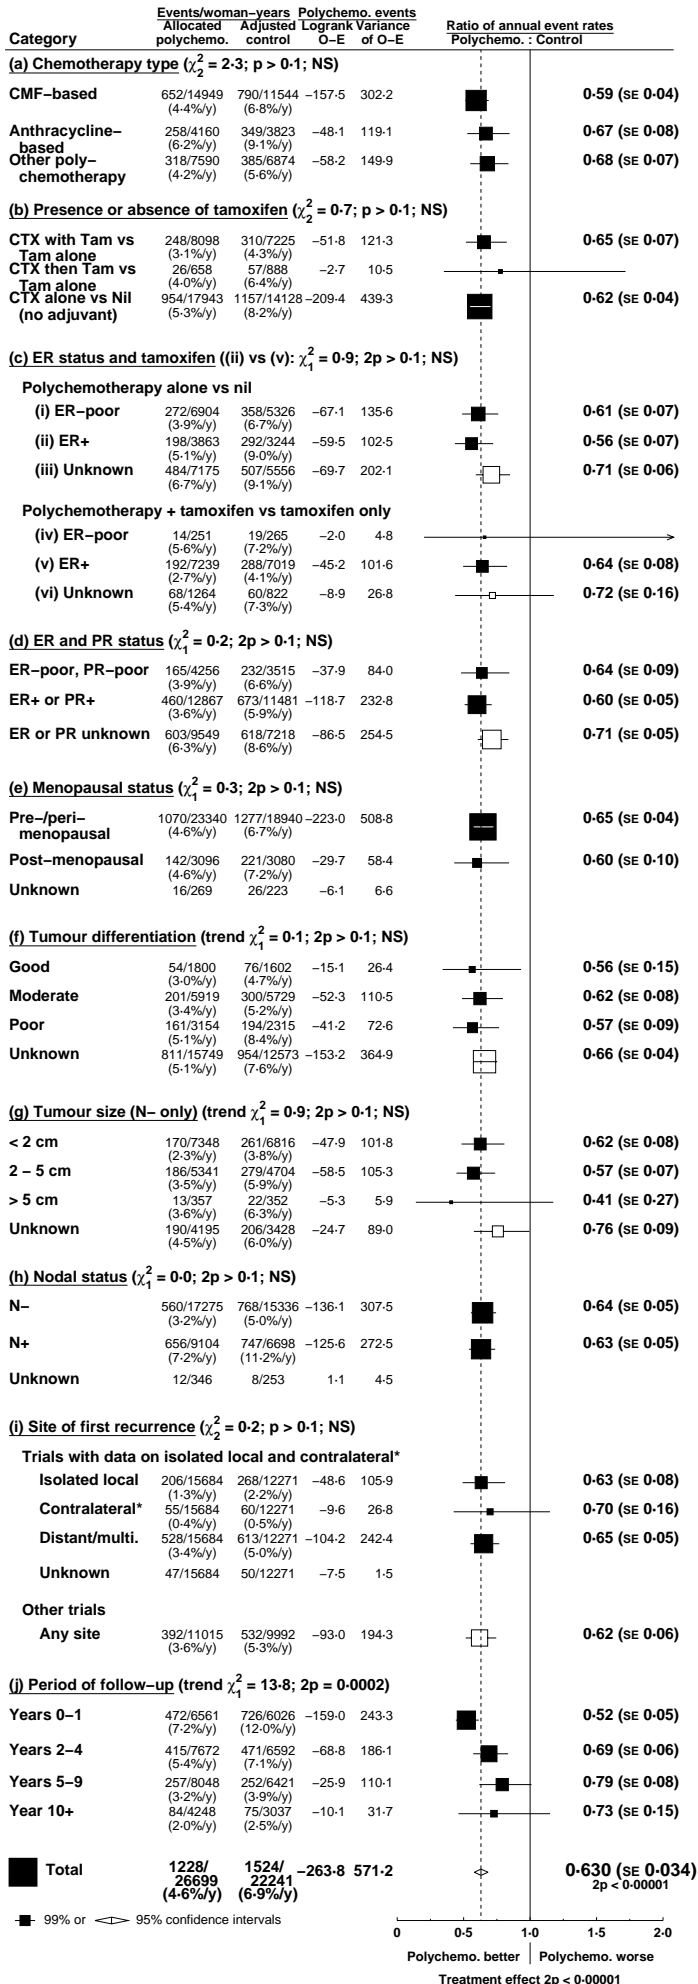 Events/woman−years Polychemo. events
Allocated Adjusted Logrank Variance Ratio of annual event rates
Category polychemo. control O−E of O−E Polychemo. : Control
(a) Chemotherapy type (χ²₂ = 2·3; p > 0·1; NS)
CMF−based 652/14949 790/11544 −157·5 302·2 0·59 (SE 0·04)
(4·4%/y) (6·8%/y)
Anthracycline− 258/4160 349/3823 −48·1 119·1 0·67 (SE 0·08)
based (6·2%/y) (9·1%/y)
Other poly− 318/7590 385/6874 −58·2 149·9 0·68 (SE 0·07)
chemotherapy (4·2%/y) (5·6%/y)
(b) Presence or absence of tamoxifen (χ²₂ = 0·7; p > 0·1; NS)
CTX with Tam vs 248/8098 310/7225 −51·8 121·3 0·65 (SE 0·07)
Tam alone (3·1%/y) (4·3%/y)
CTX then Tam vs 26/658 57/888 −2·7 10·5
Tam alone (4·0%/y) (6·4%/y)
CTX alone vs Nil 954/17943 1157/14128 −209·4 439·3 0·62 (SE 0·04)
(no adjuvant) (5·3%/y) (8·2%/y)
(c) ER status and tamoxifen ((ii) vs (v): χ²₁ = 0·9; 2p > 0·1; NS)
Polychemotherapy alone vs nil
(i) ER−poor 272/6904 358/5326 −67·1 135·6 0·61 (SE 0·07)
(3·9%/y) (6·7%/y)
(ii) ER+ 198/3863 292/3244 −59·5 102·5 0·56 (SE 0·07)
(5·1%/y) (9·0%/y)
(iii) Unknown 484/7175 507/5556 −69·7 202·1 0·71 (SE 0·06)
(6·7%/y) (9·1%/y)
Polychemotherapy + tamoxifen vs tamoxifen only
(iv) ER−poor 14/251 19/265 −2·0 4·8
(5·6%/y) (7·2%/y)
(v) ER+ 192/7239 288/7019 −45·2 101·6 0·64 (SE 0·08)
(2·7%/y) (4·1%/y)
(vi) Unknown 68/1264 60/822 −8·9 26·8 0·72 (SE 0·16)
(5·4%/y) (7·3%/y)
(d) ER and PR status (χ²₁ = 0·2; 2p > 0·1; NS)
ER−poor, PR−poor 165/4256 232/3515 −37·9 84·0 0·64 (SE 0·09)
(3·9%/y) (6·6%/y)
ER+ or PR+ 460/12867 673/11481 −118·7 232·8 0·60 (SE 0·05)
(3·6%/y) (5·9%/y)
ER or PR unknown 603/9549 618/7218 −86·5 254·5 0·71 (SE 0·05)
(6·3%/y) (8·6%/y)
(e) Menopausal status (χ²₁ = 0·3; 2p > 0·1; NS)
Pre−/peri− 1070/23340 1277/18940 −223·0 508·8 0·65 (SE 0·04)
menopausal (4·6%/y) (6·7%/y)
Post−menopausal 142/3096 221/3080 −29·7 58·4 0·60 (SE 0·10)
(4·6%/y) (7·2%/y)
Unknown 16/269 26/223 −6·1 6·6
(f) Tumour differentiation (trend χ²₁ = 0·1; 2p > 0·1; NS)
Good 54/1800 76/1602 −15·1 26·4 0·56 (SE 0·15)
(3·0%/y) (4·7%/y)
Moderate 201/5919 300/5729 −52·3 110·5 0·62 (SE 0·08)
(3·4%/y) (5·2%/y)
Poor 161/3154 194/2315 −41·2 72·6 0·57 (SE 0·09)
(5·1%/y) (8·4%/y)
Unknown 811/15749 954/12573 −153·2 364·9 0·66 (SE 0·04)
(5·1%/y) (7·6%/y)
(g) Tumour size (N− only) (trend χ²₁ = 0·9; 2p > 0·1; NS)
< 2 cm 170/7348 261/6816 −47·9 101·8 0·62 (SE 0·08)
(2·3%/y) (3·8%/y)
2 − 5 cm 186/5341 279/4704 −58·5 105·3 0·57 (SE 0·07)
(3·5%/y) (5·9%/y)
> 5 cm 13/357 22/352 −5·3 5·9 0·41 (SE 0·27)
(3·6%/y) (6·3%/y)
Unknown 190/4195 206/3428 −24·7 89·0 0·76 (SE 0·09)
(4·5%/y) (6·0%/y)
(h) Nodal status (χ²₁ = 0·0; 2p > 0·1; NS)
N− 560/17275 768/15336 −136·1 307·5 0·64 (SE 0·05)
(3·2%/y) (5·0%/y)
N+ 656/9104 747/6698 −125·6 272·5 0·63 (SE 0·05)
(7·2%/y) (11·2%/y)
Unknown 12/346 8/253 1·1 4·5
(i) Site of first recurrence (χ²₂ = 0·2; p > 0·1; NS)
Trials with data on isolated local and contralateral*
Isolated local 206/15684 268/12271 −48·6 105·9 0·63 (SE 0·08)
(1·3%/y) (2·2%/y)
Contralateral* 55/15684 60/12271 −9·6 26·8 0·70 (SE 0·16)
(0·4%/y) (0·5%/y)
Distant/multi. 528/15684 613/12271 −104·2 242·4 0·65 (SE 0·05)
(3·4%/y) (5·0%/y)
Unknown 47/15684 50/12271 −7·5 1·5
Other trials
Any site 392/11015 532/9992 −93·0 194·3 0·62 (SE 0·06)
(3·6%/y) (5·3%/y)
(j) Period of follow−up (trend χ²₁ = 13·8; 2p = 0·0002)
Years 0−1 472/6561 726/6026 −159·0 243·3 0·52 (SE 0·05)
(7·2%/y) (12·0%/y)
Years 2−4 415/7672 471/6592 −68·8 186·1 0·69 (SE 0·06)
(5·4%/y) (7·1%/y)
Years 5−9 257/8048 252/6421 −25·9 110·1 0·79 (SE 0·08)
(3·2%/y) (3·9%/y)
Year 10+ 84/4248 75/3037 −10·1 31·7 0·73 (SE 0·15)
(2·0%/y) (2·5%/y)
Total 1228/ 1524/ −263·8 571·2 0·630 (SE 0·034)
26699 22241 2p < 0·00001
(4·6%/y) (6·9%/y)
99% or 95% confidence intervals
0 0·5 1·0 1·5 2·0
Polychemo. better Polychemo. worse
Treatment effect 2p < 0·00001